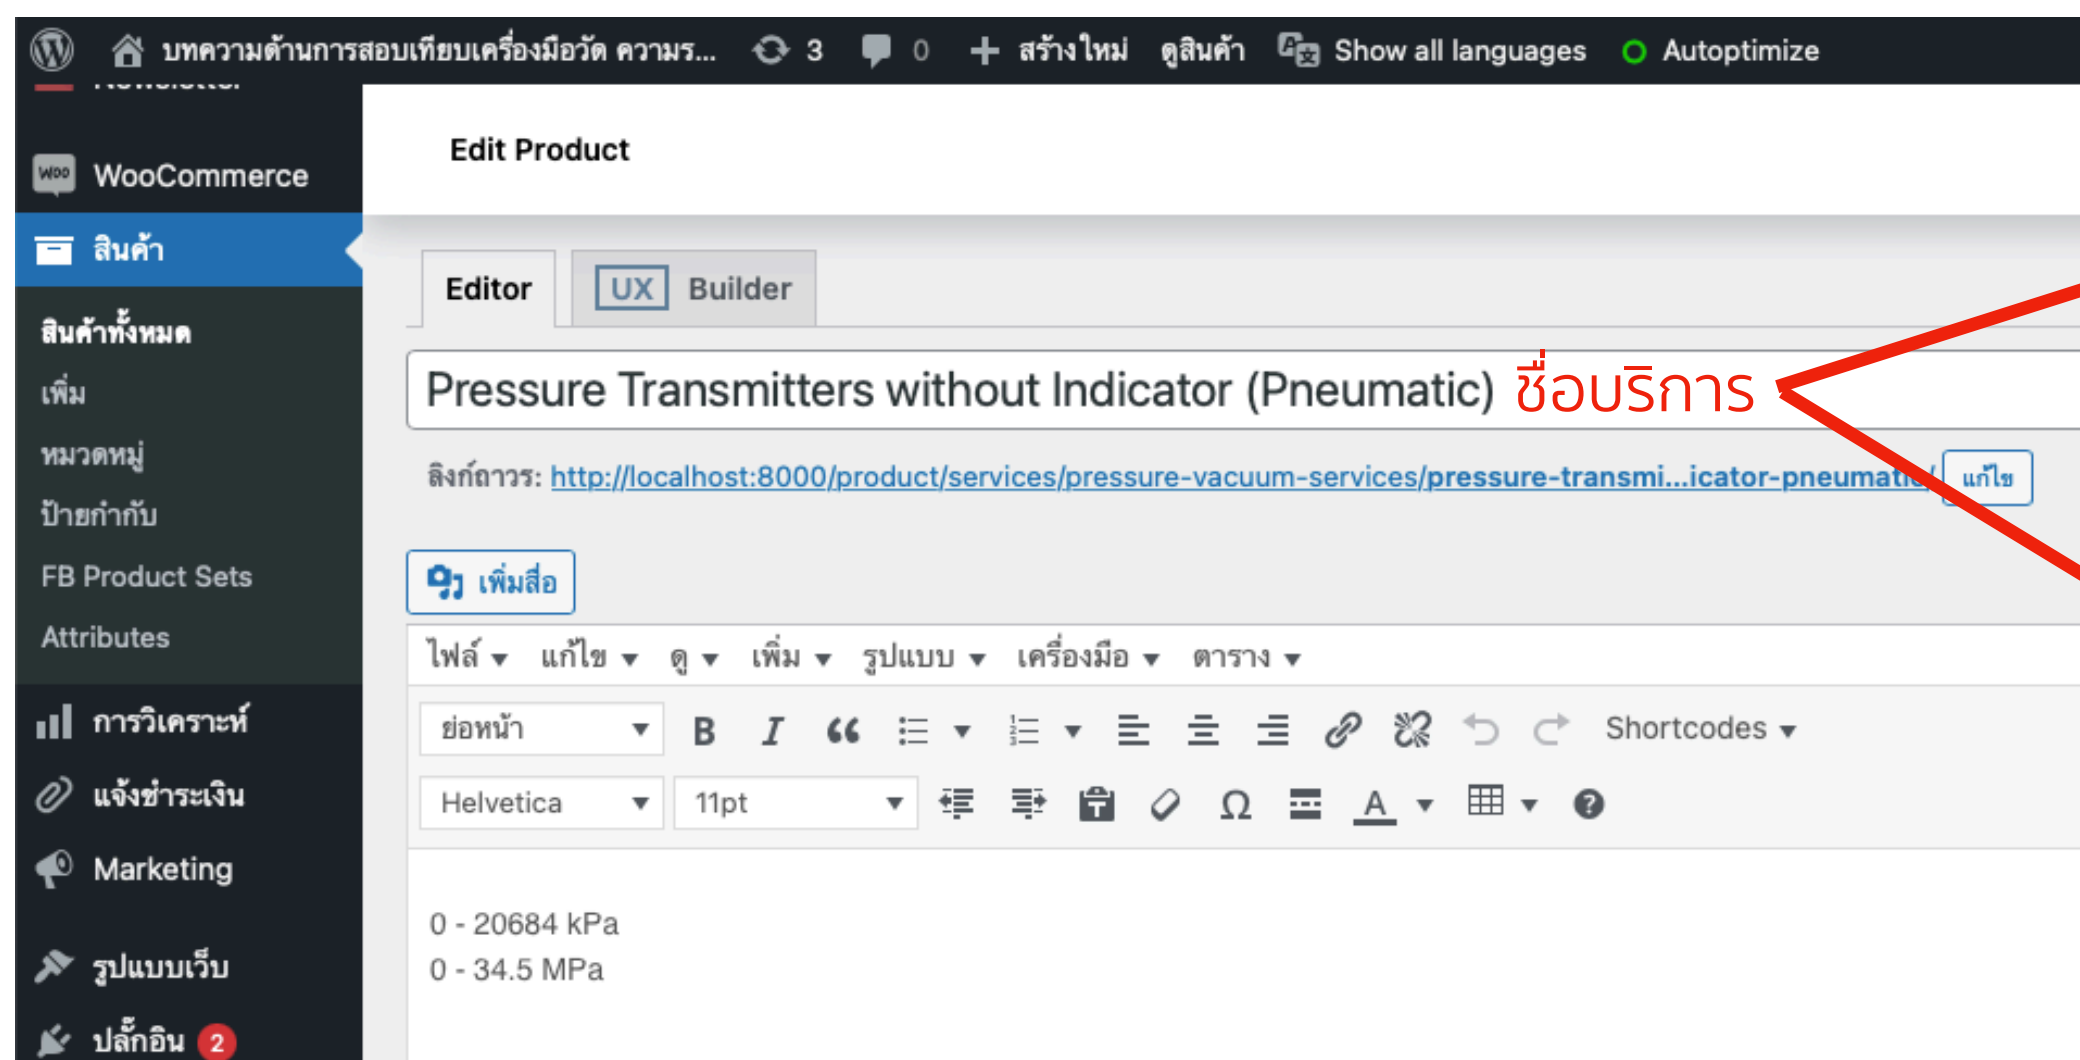 บทความด้านการสอบเทียบเครื่องมือวัด ความร... 3 0 + สร้างใหม่ ดูสินค้า Show all languages Autoptimize
Newsletter
WooCommerce
สินค้า
สินค้าทั้งหมด
เพิ่ม
หมวดหมู่
ป้ายกำกับ
FB Product Sets
Attributes
การวิเคราะห์
แจ้งชำระเงิน
Marketing
รูปแบบเว็บ
ปลั๊กอิน 2
Edit Product
Editor UX Builder
Pressure Transmitters without Indicator (Pneumatic) ชื่อบริการ
ลิงก์ถาวร: http://localhost:8000/product/services/pressure-vacuum-services/pressure-transmi...icator-pneumatic/ แก้ไข
เพิ่มสื่อ
ไฟล์ แก้ไข ดู เพิ่ม รูปแบบ เครื่องมือ ตาราง
ย่อหน้า B I Shortcodes
Helvetica 11pt Ω A
0 - 20684 kPa
0 - 34.5 MPa